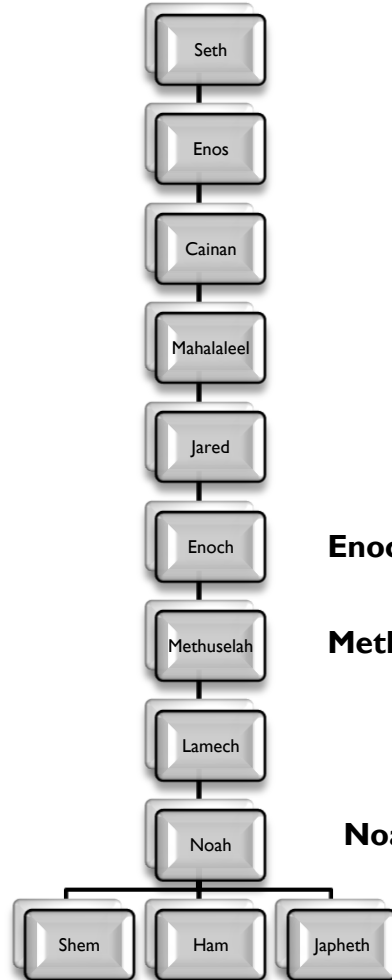 Seth
Enos
Cainan
Mahalaleel
Jared
Enoch
Methuselah
Lamech
Noah
Shem
Ham
Japheth